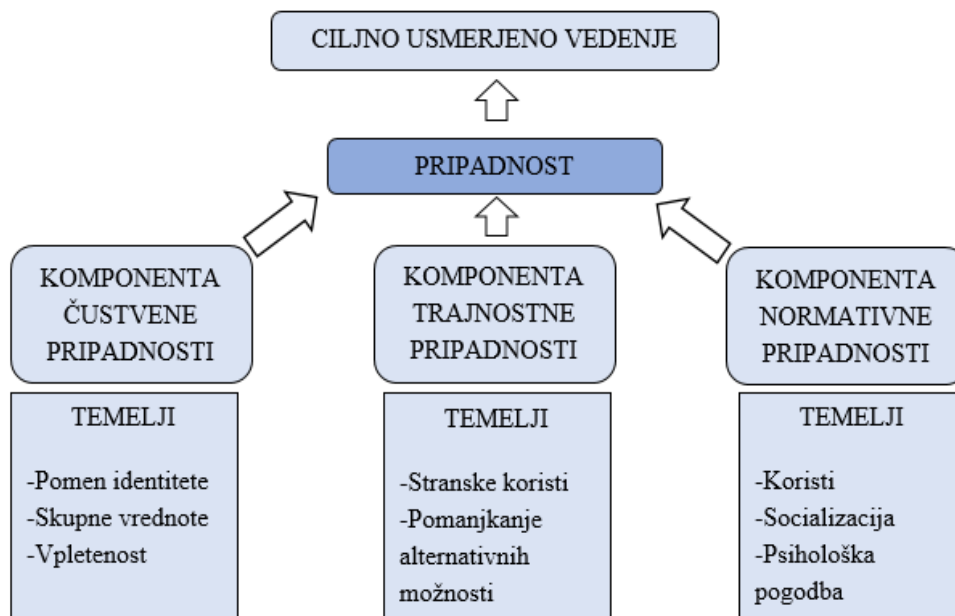 CILJNO USMERJENO VEDENJE
PRIPADNOST
KOMPONENTA
ČUSTVENE
PRIPADNOSTI
KOMPONENTA
TRAJNOSTNE
PRIPADNOSTI
KOMPONENTA
NORMATIVNE
PRIPADNOSTI
TEMELJI
-Pomen identitete
-Skupne vrednote
-Vpletenost
TEMELJI
-Stranske koristi
-Pomanjkanje
alternativnih
možnosti
TEMELJI
-Koristi
-Socializacija
-Psihološka
pogodba